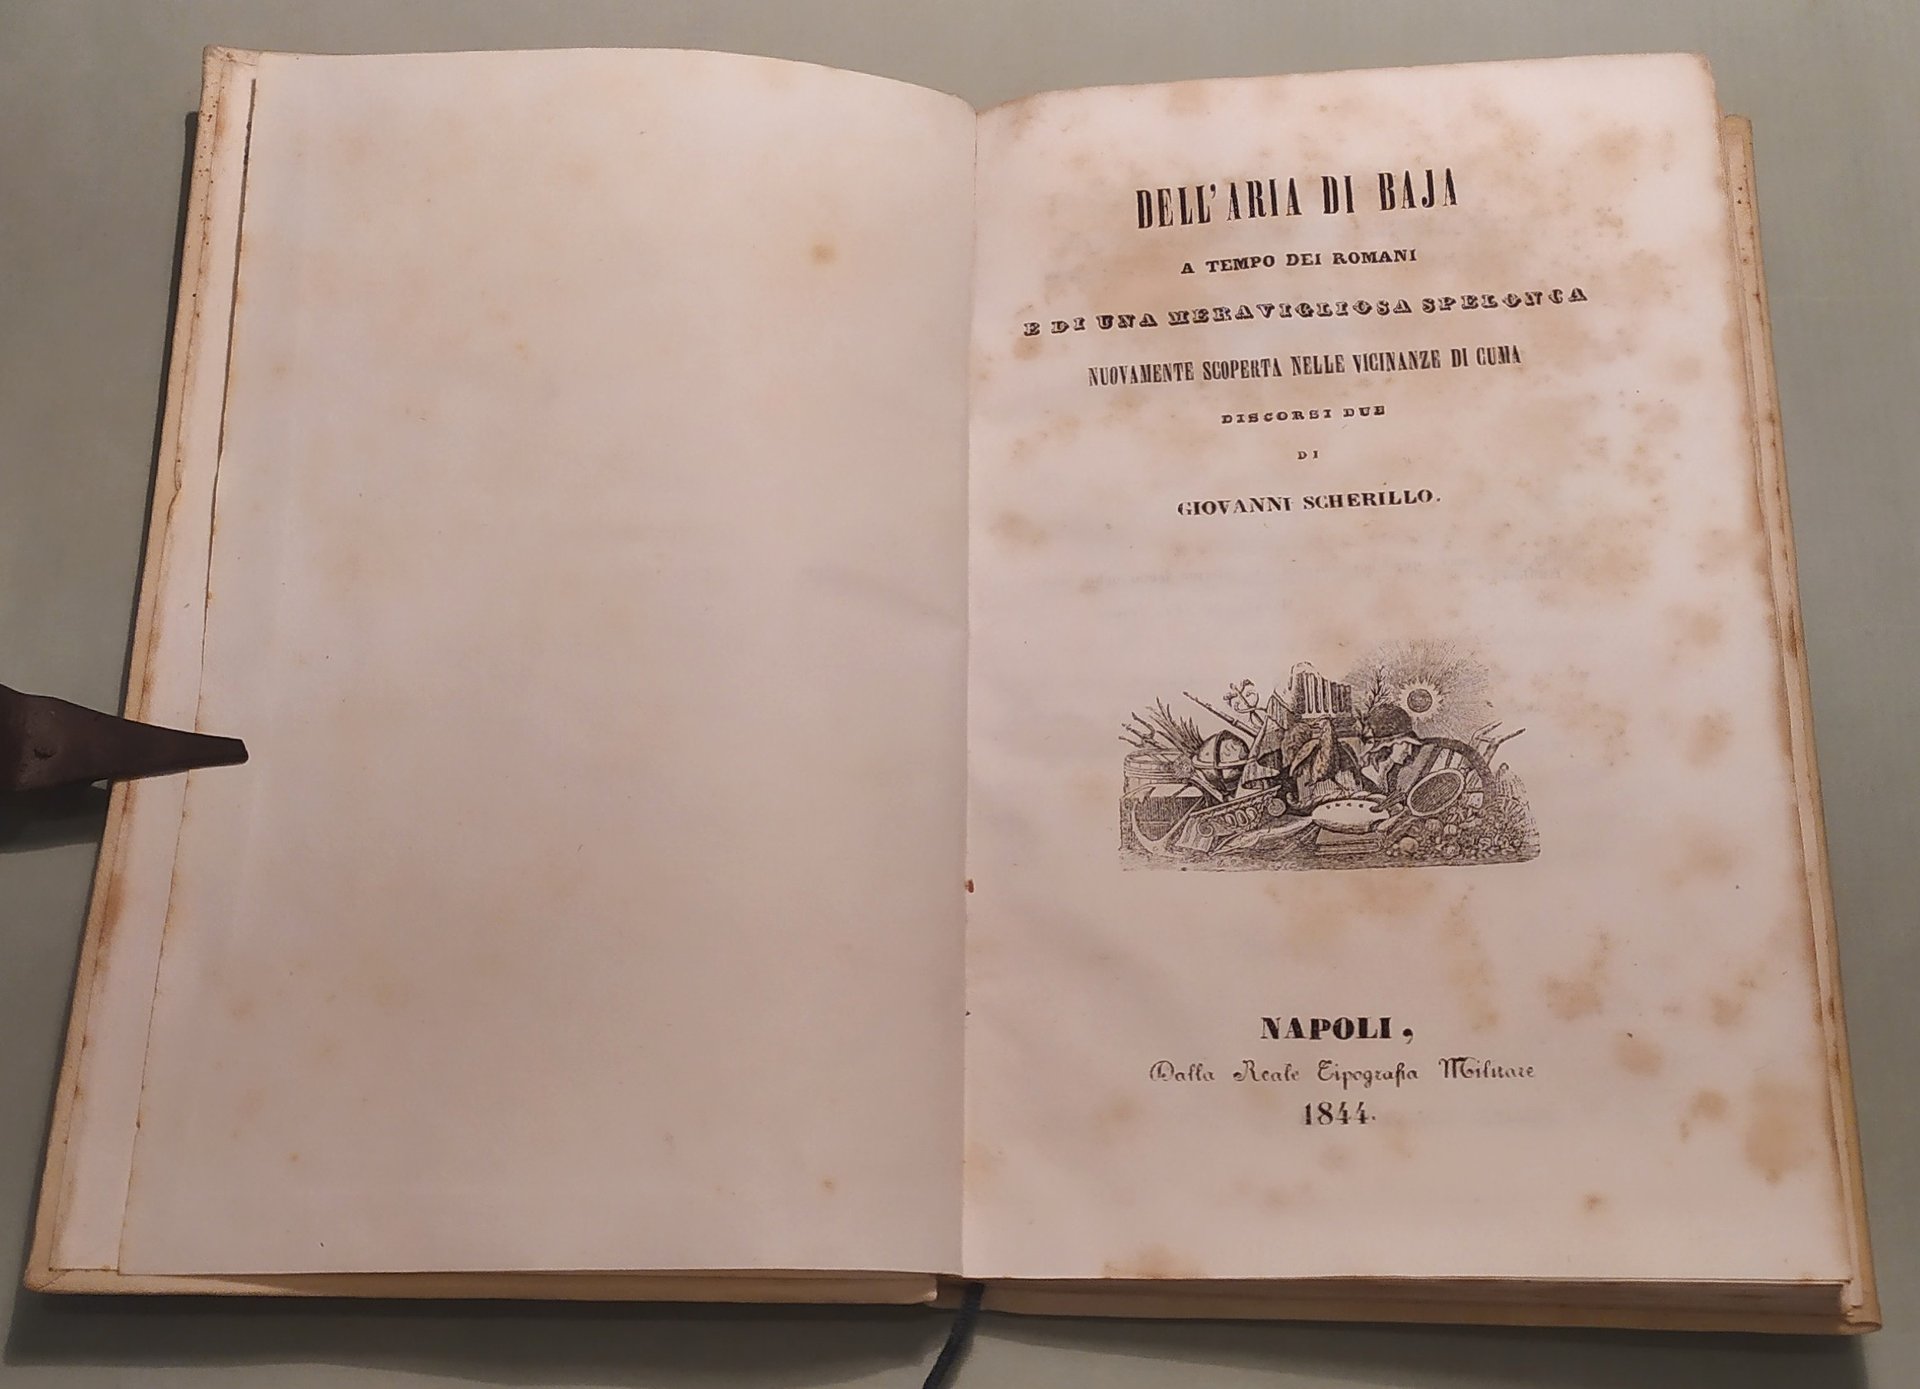 DELL'ARIA DI BAJA
A TEMPO DEI ROMANI
E DI UNA MERAVIGLIOSA SPELONCA
NUOVAMENTE SCOPERTA NELLE VICINANZE DI CUMA
DISCORSI DUE
DI
GIOVANNI SCHERILLO.
NAPOLI,
Dalla Reale Tipografia Militare
1844.